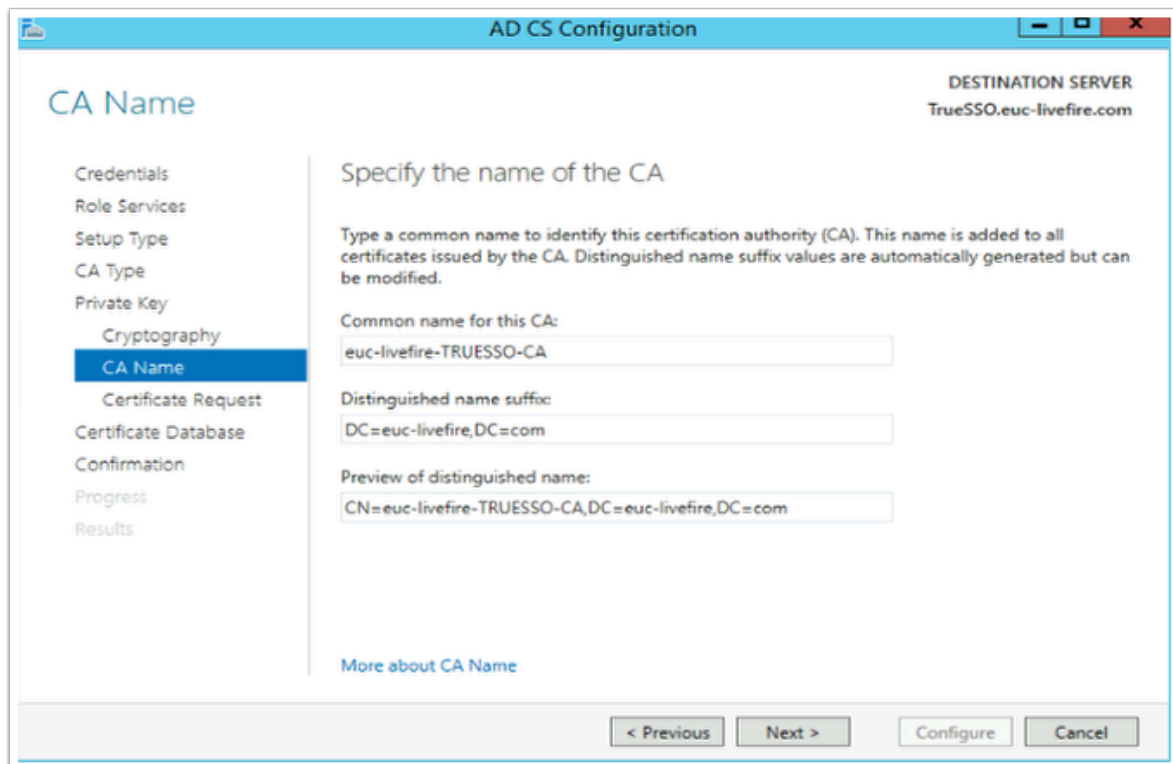 AD CS Configuration
CA Name
DESTINATION SERVER
TrueSSO.euc-livefire.com
Credentials
Role Services
Setup Type
CA Type
Private Key
Cryptography
CA Name
Certificate Request
Certificate Database
Confirmation
Progress
Results
Specify the name of the CA
Type a common name to identify this certification authority (CA). This name is added to all
certificates issued by the CA. Distinguished name suffix values are automatically generated but can
be modified.
Common name for this CA:
euc-livefire-TRUESSO-CA
Distinguished name suffix:
DC=euc-livefire,DC=com
Preview of distinguished name:
CN=euc-livefire-TRUESSO-CA,DC=euc-livefire,DC=com
More about CA Name
< Previous
Next >
Configure
Cancel